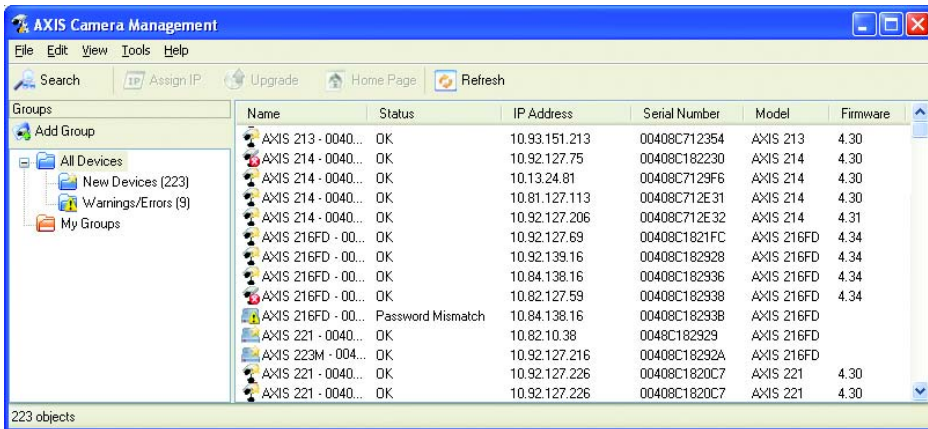 AXIS Camera Management
File Edit View Tools Help
Search Assign IP Upgrade Home Page Refresh
Groups
Add Group
All Devices
New Devices (223)
Warnings/Errors (9)
My Groups
Name Status IP Address Serial Number Model Firmware
AXIS 213 - 0040... OK 10.93.151.213 00408C712354 AXIS 213 4.30
AXIS 214 - 0040... OK 10.92.127.75 00408C182230 AXIS 214 4.30
AXIS 214 - 0040... OK 10.13.24.81 00408C7129F6 AXIS 214 4.30
AXIS 214 - 0040... OK 10.81.127.113 00408C712E31 AXIS 214 4.30
AXIS 214 - 0040... OK 10.92.127.206 00408C712E32 AXIS 214 4.31
AXIS 216FD - 00... OK 10.92.127.69 00408C1821FC AXIS 216FD 4.34
AXIS 216FD - 00... OK 10.92.139.16 00408C182928 AXIS 216FD 4.34
AXIS 216FD - 00... OK 10.84.138.16 00408C182936 AXIS 216FD 4.34
AXIS 216FD - 00... OK 10.82.127.59 00408C182938 AXIS 216FD 4.34
AXIS 216FD - 00... Password Mismatch 10.84.138.16 00408C18293B AXIS 216FD
AXIS 221 - 0040... OK 10.82.10.38 0048C182929 AXIS 216FD
AXIS 223M - 004... OK 10.92.127.216 00408C18292A AXIS 216FD
AXIS 221 - 0040... OK 10.92.127.226 00408C1820C7 AXIS 221 4.30
AXIS 221 - 0040... OK 10.92.127.226 00408C1820C7 AXIS 221 4.30
223 objects